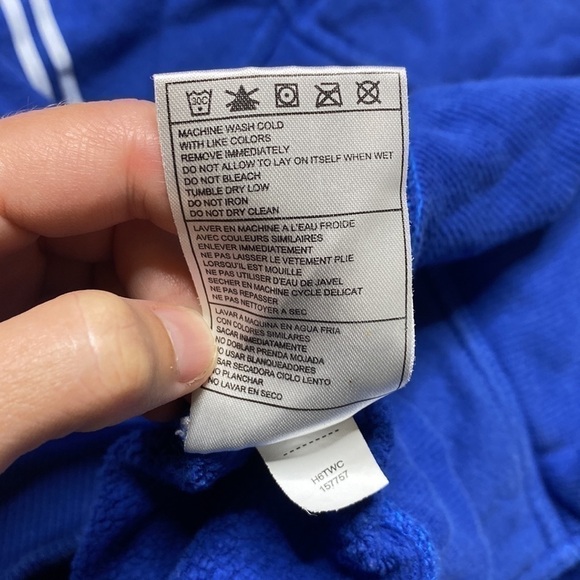 30C
MACHINE WASH COLD
WITH LIKE COLORS
REMOVE IMMEDIATELY
DO NOT ALLOW TO LAY ON ITSELF WHEN WET
DO NOT BLEACH
TUMBLE DRY LOW
DO NOT IRON
DO NOT DRY CLEAN
LAVER EN MACHINE A L'EAU FROIDE
AVEC COULEURS SIMILAIRES
ENLEVER IMMEDIATEMENT
NE PAS LAISSER LE VETEMENT PLIE
LORSQU'IL EST MOUILLE
NE PAS UTILISER D'EAU DE JAVEL
SECHER EN MACHINE CYCLE DELICAT
NE PAS REPASSER
NE PAS NETTOYER A SEC
LAVAR A MAQUINA EN AGUA FRIA
CON COLORES SIMILARES
SACAR INMEDIATAMENTE
NO DOBLAR PRENDA MOJADA
NO USAR BLANQUEADORES
USAR SECADORA CICLO LENTO
NO PLANCHAR
NO LAVAR EN SECO
H6TWC
157757